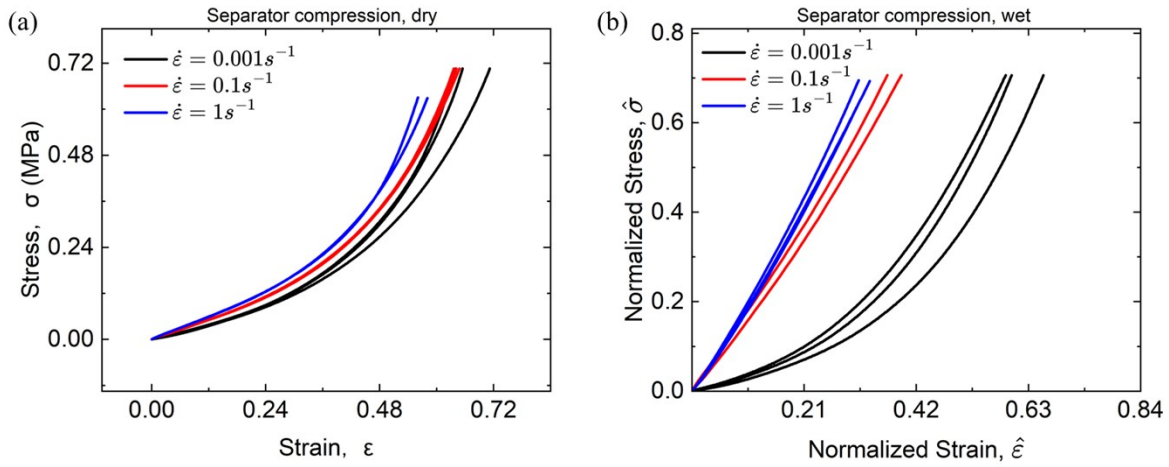 (a)
Separator compression, dry
ε̇ = 0.001s⁻¹
ε̇ = 0.1s⁻¹
ε̇ = 1s⁻¹
Stress, σ (MPa)
0.72
0.48
0.24
0.00
0.00 0.24 0.48 0.72
Strain, ε
(b)
Separator compression, wet
ε̇ = 0.001s⁻¹
ε̇ = 0.1s⁻¹
ε̇ = 1s⁻¹
Normalized Stress, σ̂
0.8
0.6
0.4
0.2
0.0
0.21 0.42 0.63 0.84
Normalized Strain, ε̂